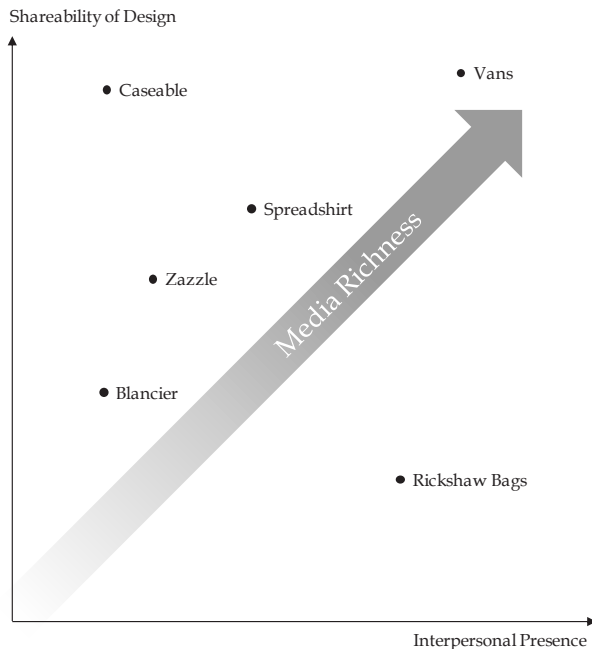 Shareability of Design
Vans
Caseable
Spreadshirt
Media Richness
Zazzle
Blancier
Rickshaw Bags
Interpersonal Presence